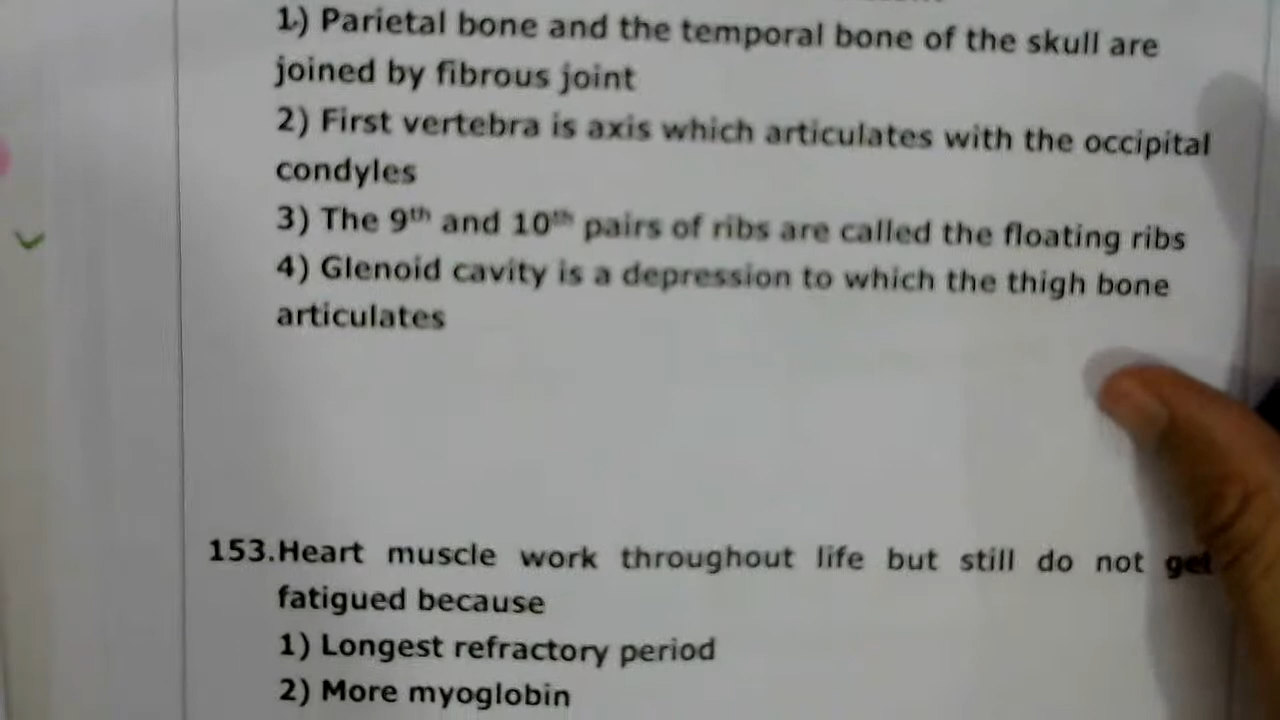 1) Parietal bone and the temporal bone of the skull are
joined by fibrous joint
2) First vertebra is axis which articulates with the occipital
condyles
3) The 9th and 10th pairs of ribs are called the floating ribs
4) Glenoid cavity is a depression to which the thigh bone
articulates
153.Heart muscle work throughout life but still do not get
fatigued because
1) Longest refractory period
2) More myoglobin